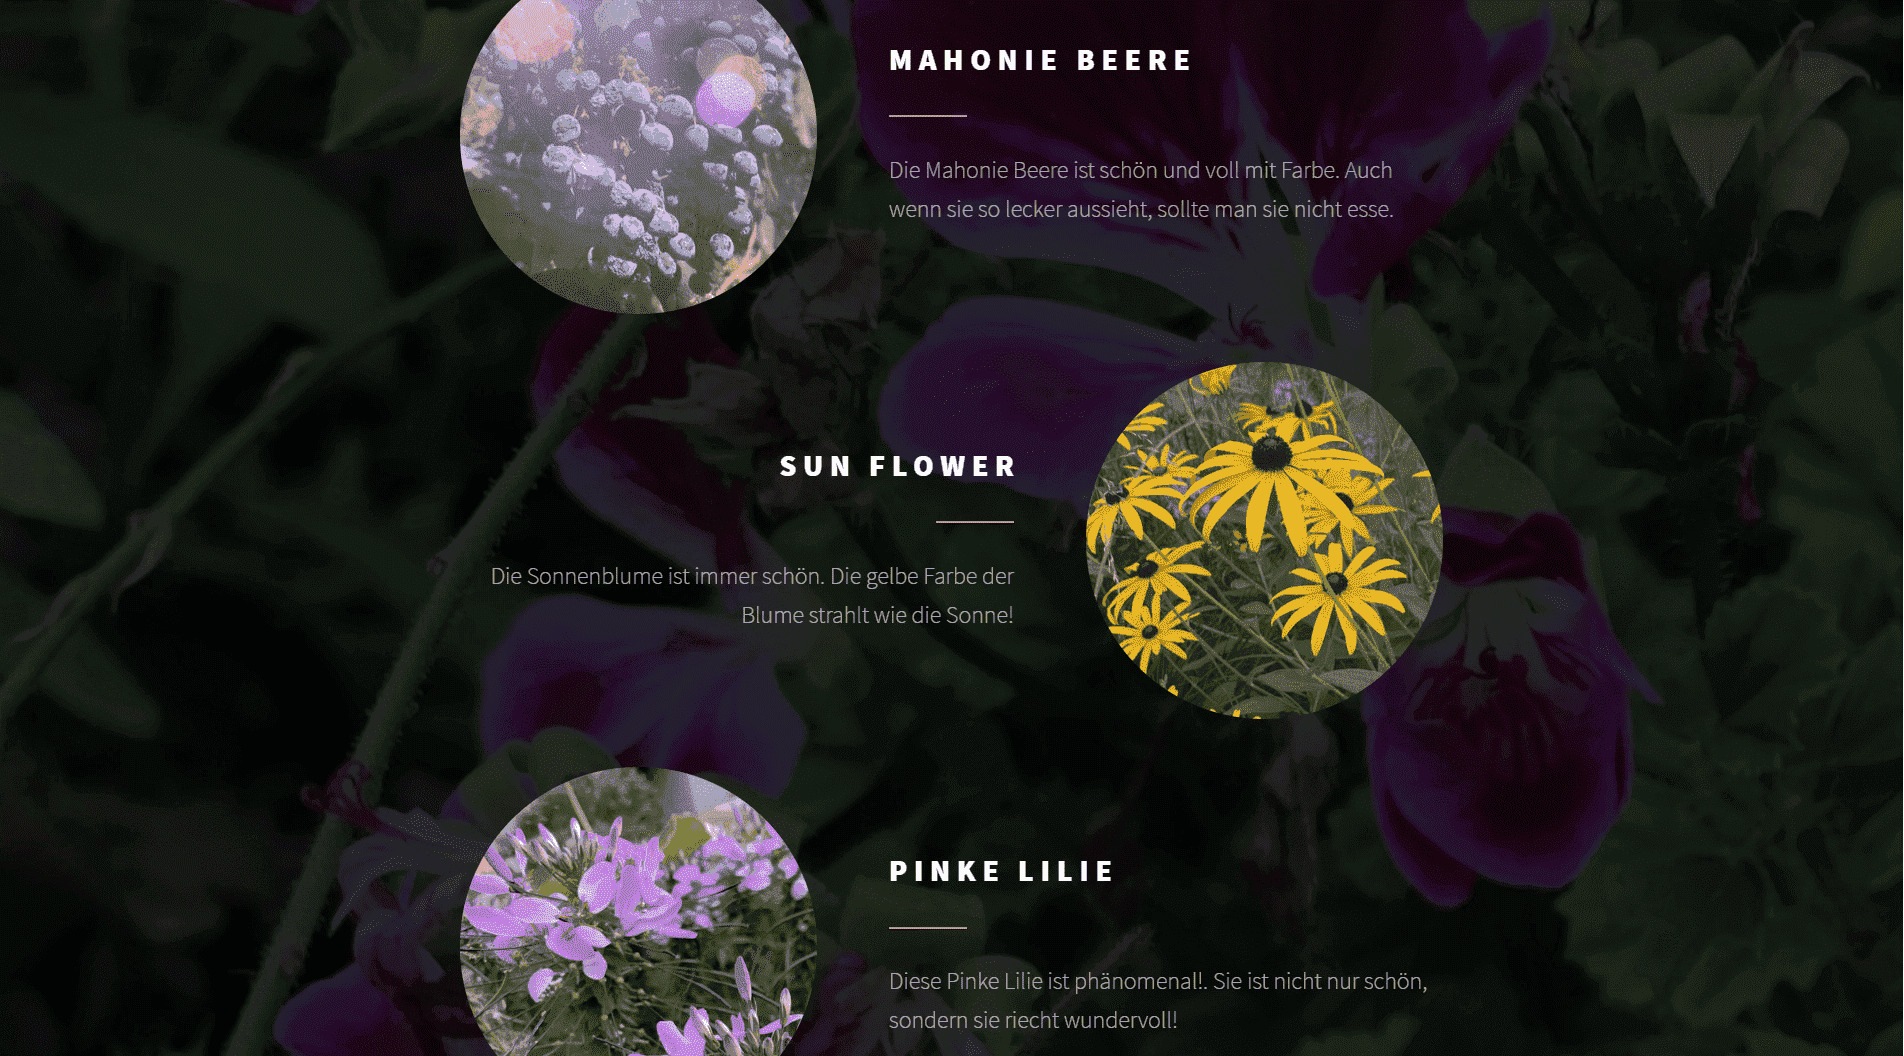 MAHONIE BEERE
Die Mahonie Beere ist schön und voll mit Farbe. Auch
wenn sie so lecker aussieht, sollte man sie nicht esse.
SUN FLOWER
Die Sonnenblume ist immer schön. Die gelbe Farbe der
Blume strahlt wie die Sonne!
PINKE LILIE
Diese Pinke Lilie ist phänomenal!. Sie ist nicht nur schön,
sondern sie riecht wundervoll!